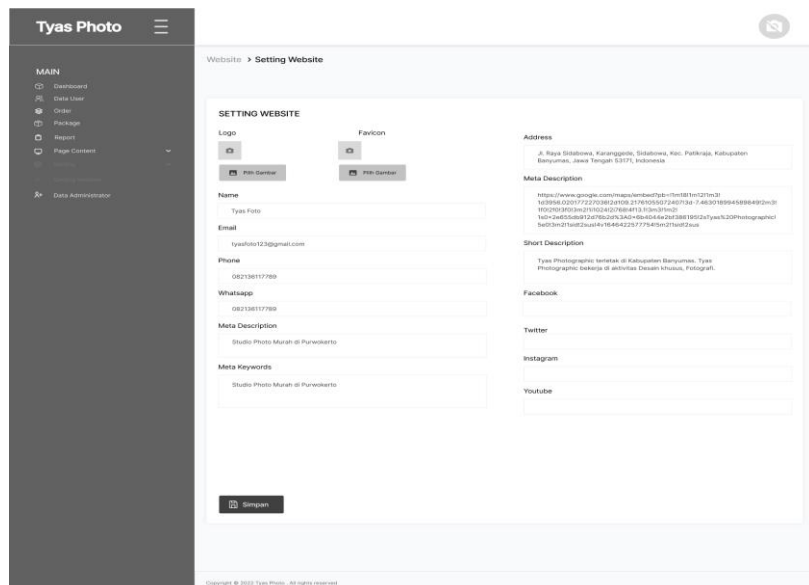 Tyas Photo
Website > Setting Website
MAIN
Dashboard
Data User
Order
Package
Report
Page Content
Data Administrator
SETTING WEBSITE
Logo
Favicon
Pilih Gambar
Pilih Gambar
Name
Tyas Foto
Email
tyasfoto123@gmail.com
Phone
082136117789
Whatsapp
082136117789
Meta Description
Studio Photo Murah di Purwokerto
Meta Keywords
Studio Photo Murah di Purwokerto
Simpan
Address
Jl. Raya Sidabowa, Karanggede, Sidabowa, Kec. Patikraja, Kabupaten
Banyumas, Jawa Tengah 53171, Indonesia
Meta Description
Short Description
Tyas Photographic terletak di Kabupaten Banyumas. Tyas
Photographic bekerja di aktivitas Desain khusus, Fotografi.
Facebook
Twitter
Instagram
Youtube
Copyright © 2022 Tyas Photo . All rights reserved